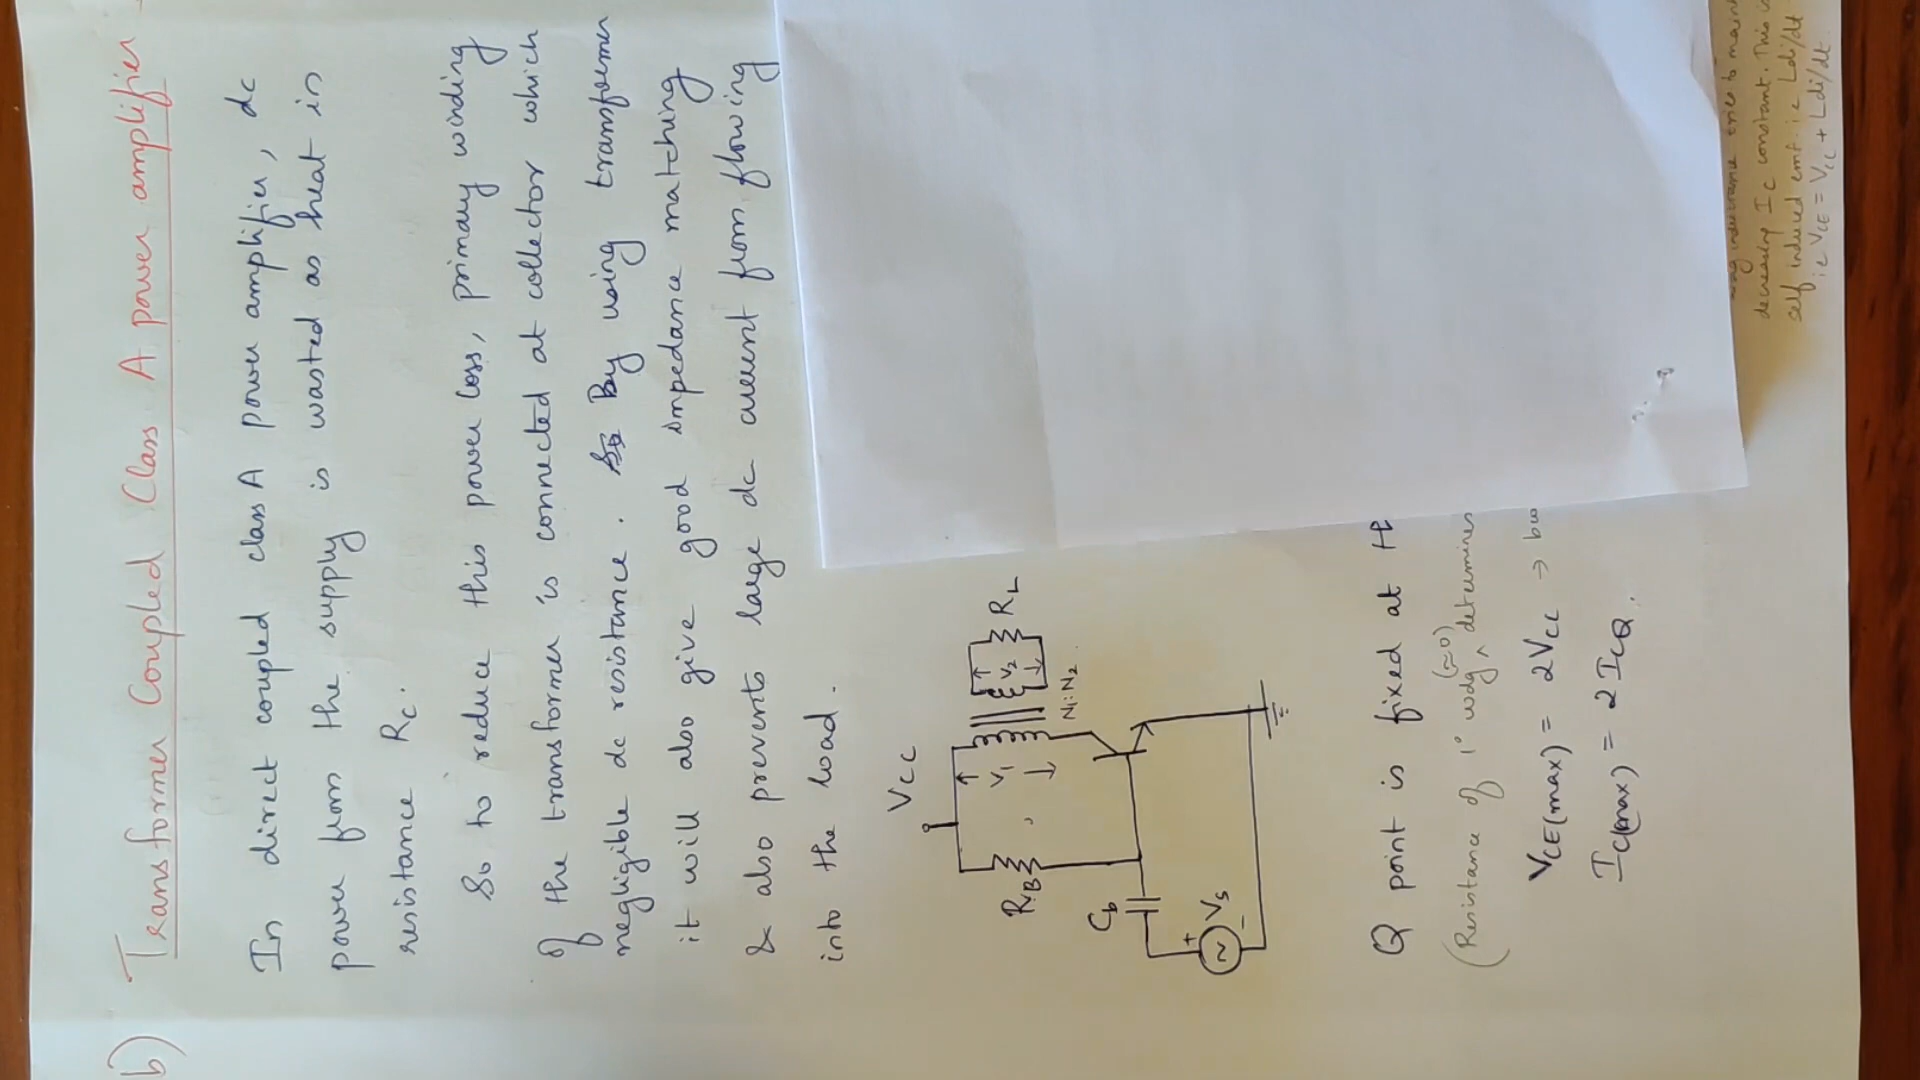 b) Transformer Coupled Class A power amplifier -
In direct coupled class A power amplifier, dc
power from the supply is wasted as heat in
resistance Rc.
So to reduce this power loss, primary winding
of the transformer is connected at collector which
negligible dc resistance. By using transformer
it will also give good impedance matching
& also prevents large dc current from flowing
into the load.
VCC
RB
V1
V2
RL
N1:N2
Cb
+
Vs
-
Q point is fixed at
(Resistance of 1° wdg (≈0) determines
VCE(max) = 2VCC →
IC(max) = 2ICQ.
decreasing Ic constant. This is
self induced emf i.e Ldi/dt
ie VCE = VCC + Ldi/dt